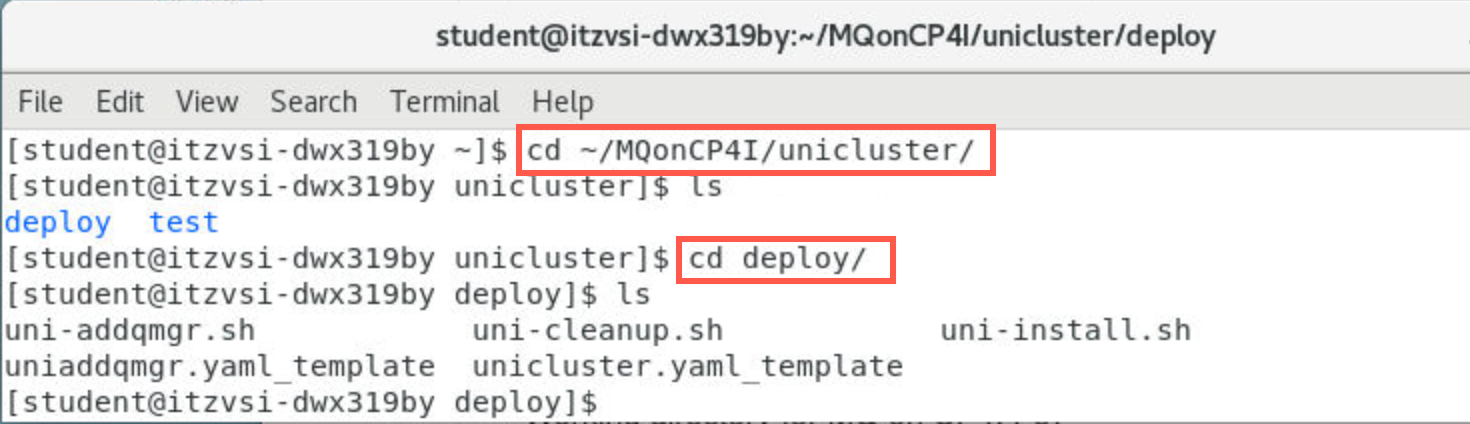 student@itzvsi-dwx319by:~/MQonCP4I/unicluster/deploy
File Edit View Search Terminal Help
[student@itzvsi-dwx319by ~]$ cd ~/MQonCP4I/unicluster/
[student@itzvsi-dwx319by unicluster]$ ls
deploy  test
[student@itzvsi-dwx319by unicluster]$ cd deploy/
[student@itzvsi-dwx319by deploy]$ ls
uni-addqmgr.sh            uni-cleanup.sh            uni-install.sh
uniaddqmgr.yaml_template  unicluster.yaml_template
[student@itzvsi-dwx319by deploy]$